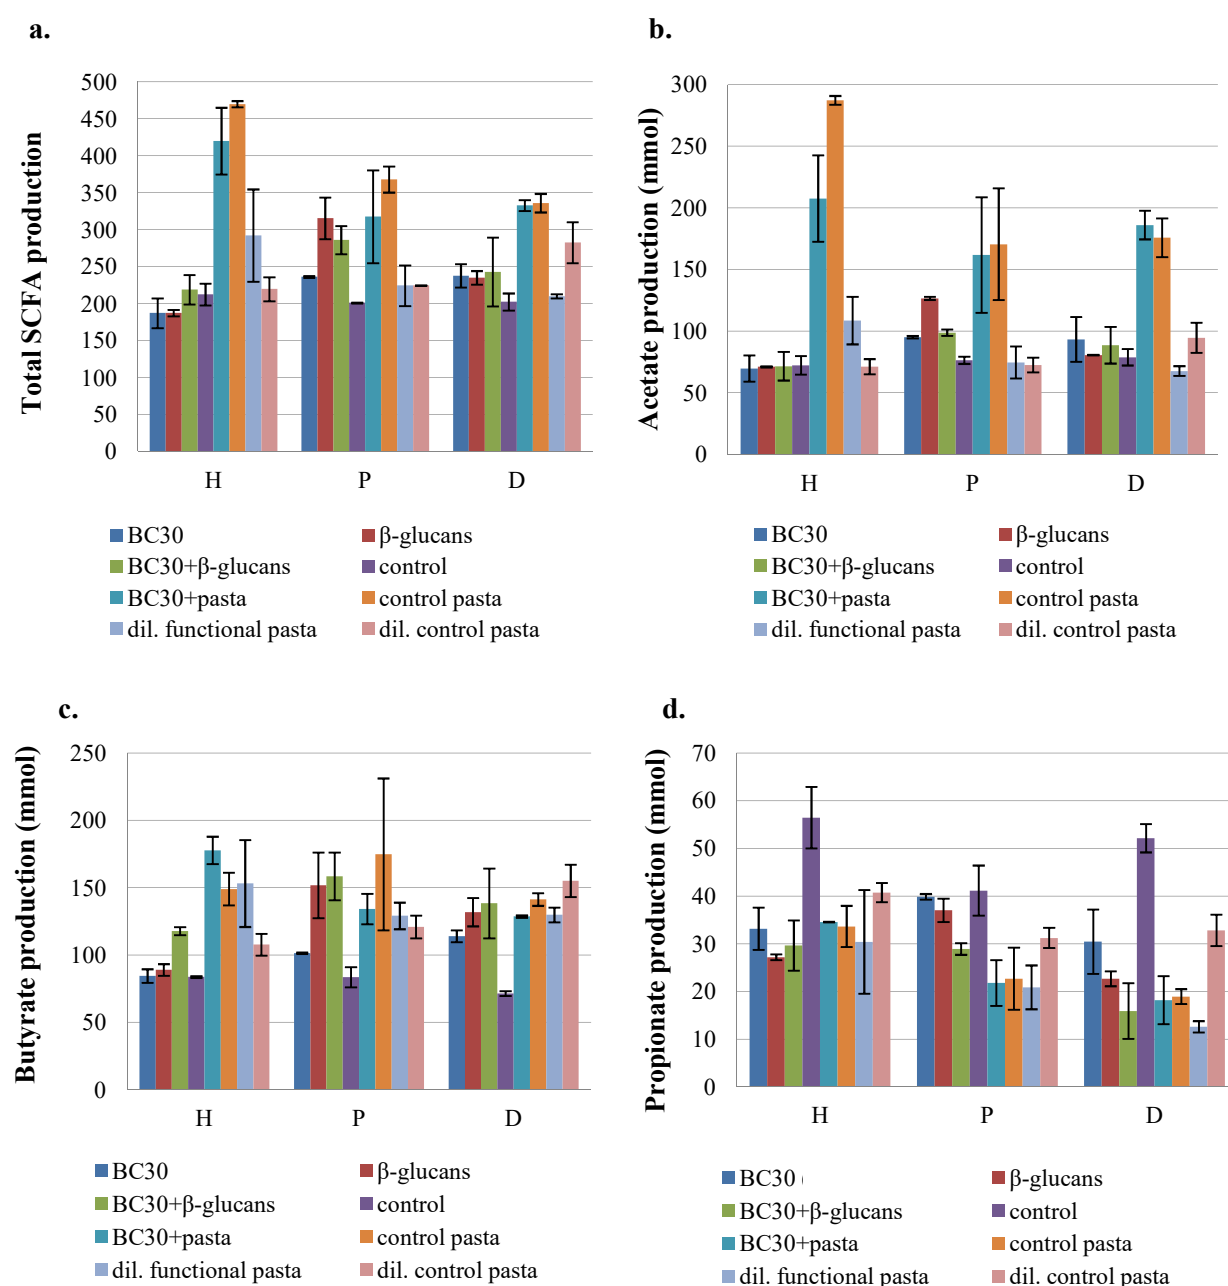 a.
Total SCFA production
500
450
400
350
300
250
200
150
100
50
0
H P D
BC30 β-glucans
BC30+β-glucans control
BC30+pasta control pasta
dil. functional pasta dil. control pasta
b.
Acetate production (mmol)
300
250
200
150
100
50
0
H P D
BC30 β-glucans
BC30+β-glucans control
BC30+pasta control pasta
dil. functional pasta dil. control pasta
c.
Butyrate production (mmol)
250
200
150
100
50
0
H P D
BC30 β-glucans
BC30+β-glucans control
BC30+pasta control pasta
dil. functional pasta dil. control pasta
d.
Propionate production (mmol)
70
60
50
40
30
20
10
0
H P D
BC30 β-glucans
BC30+β-glucans control
BC30+pasta control pasta
dil. functional pasta dil. control pasta